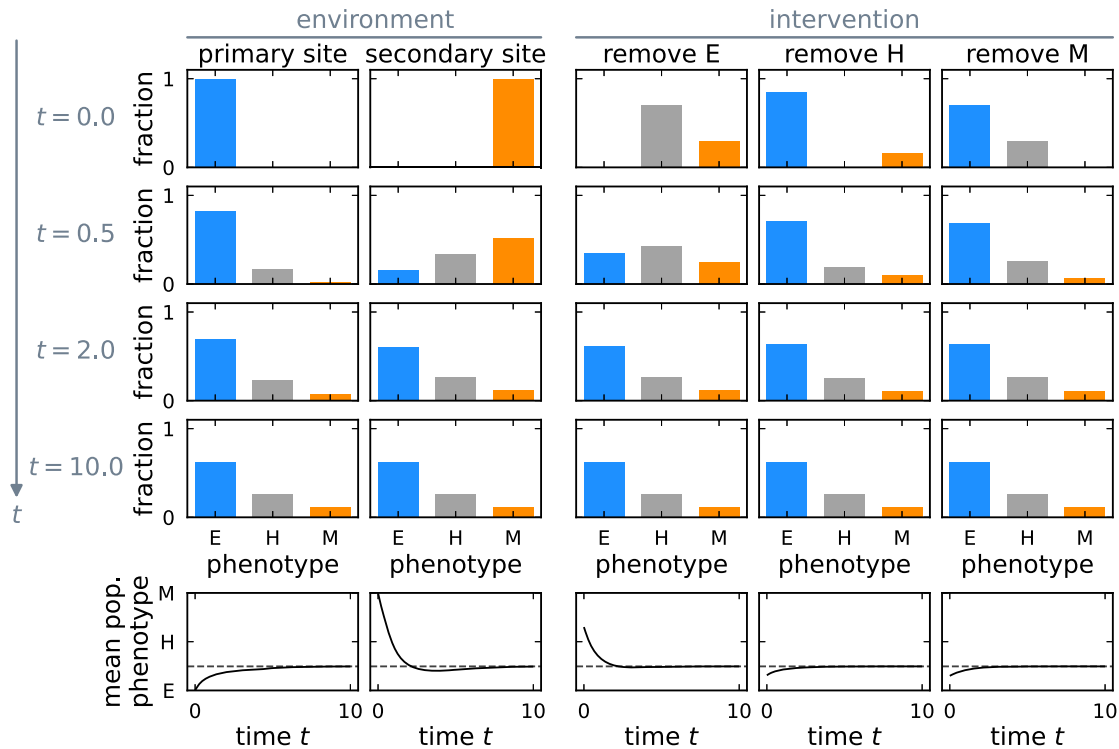 environment intervention
primary site secondary site remove E remove H remove M
t = 0.0 fraction 1 0
t = 0.5 fraction 1 0
t = 2.0 fraction 1 0
t = 10.0 fraction 1 0
t
E H M E H M E H M E H M E H M
phenotype phenotype phenotype phenotype phenotype
mean pop. phenotype M H E
0 10 0 10 0 10 0 10 0 10
time t time t time t time t time t